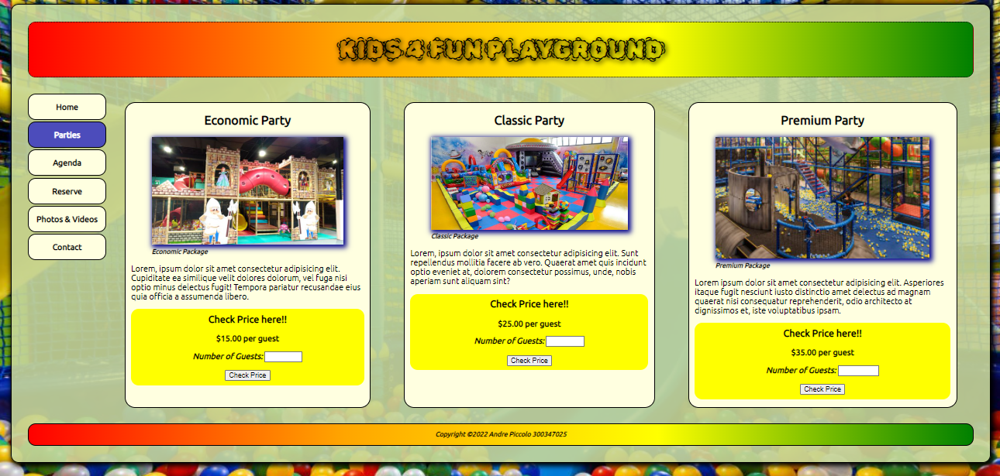 KIDS 4 FUN PLAYGROUND
Home
Parties
Agenda
Reserve
Photos & Videos
Contact
Economic Party
Economic Package
Lorem, ipsum dolor sit amet consectetur adipisicing elit.
Cupiditate ea similique velit dolores dolorum, vel fuga nisi
optio minus delectus fugit! Tempora pariatur recusandae eius
quia officia a assumenda libero.
Check Price here!!
$15.00 per guest
Number of Guests:
Check Price
Classic Party
Classic Package
Lorem, ipsum dolor sit amet consectetur adipisicing elit. Sunt
repellendus mollitia facere ab vero. Quaerat amet quis incidunt
optio eveniet at, dolorem consectetur possimus, unde, nobis
aperiam sunt aliquam sint?
Check Price here!!
$25.00 per guest
Number of Guests:
Check Price
Premium Party
Premium Package
Lorem ipsum dolor sit amet consectetur adipisicing elit. Asperiores
itaque fugit nesciunt iusto distinctio amet delectus ad magnam
quaerat nisi consequatur reprehenderit, odio architecto at
dignissimos et, iste voluptatibus ipsam.
Check Price here!!
$35.00 per guest
Number of Guests:
Check Price
Copyright ©2022 Andre Piccolo 300347025